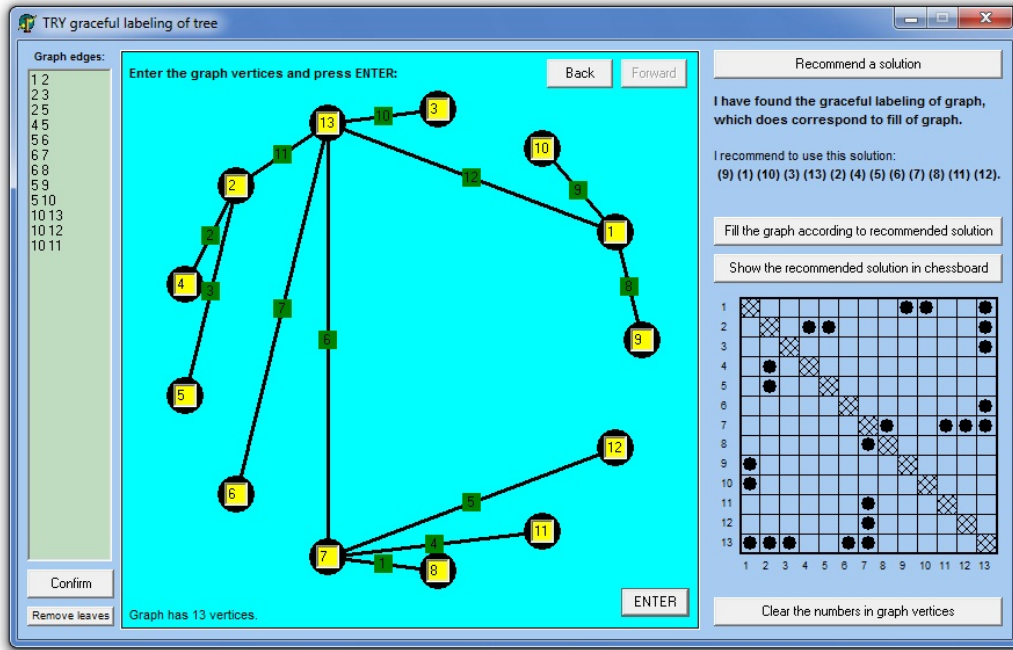 TRY graceful labeling of tree
Graph edges:
1 2
2 3
2 5
4 5
5 6
6 7
6 8
5 9
5 10
10 13
10 12
10 11
Confirm
Remove leaves
Enter the graph vertices and press ENTER:
Back
Forward
13
10
3
10
11
2
12
9
1
2
4
3
8
7
6
9
5
12
6
5
11
4
7
1
8
ENTER
Graph has 13 vertices.
Recommend a solution
I have found the graceful labeling of graph,
which does correspond to fill of graph.
I recommend to use this solution:
(9) (1) (10) (3) (13) (2) (4) (5) (6) (7) (8) (11) (12).
Fill the graph according to recommended solution
Show the recommended solution in chessboard
1
2
3
4
5
6
7
8
9
10
11
12
13
1 2 3 4 5 6 7 8 9 10 11 12 13
Clear the numbers in graph vertices